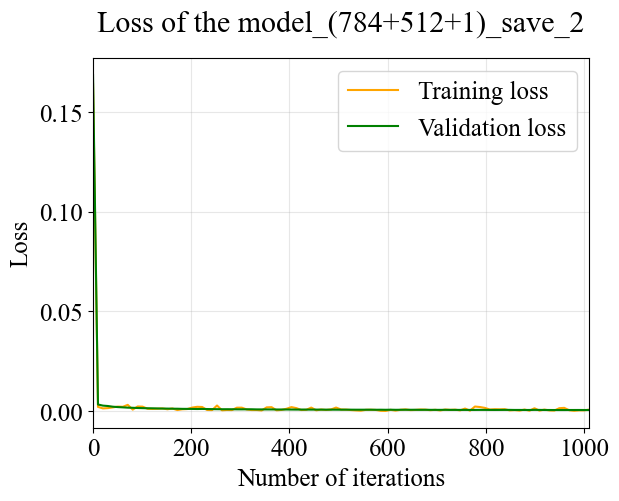 Loss of the model_(784+512+1)_save_2
Training loss
Validation loss
0.15
0.10
0.05
0.00
Loss
0 200 400 600 800 1000
Number of iterations